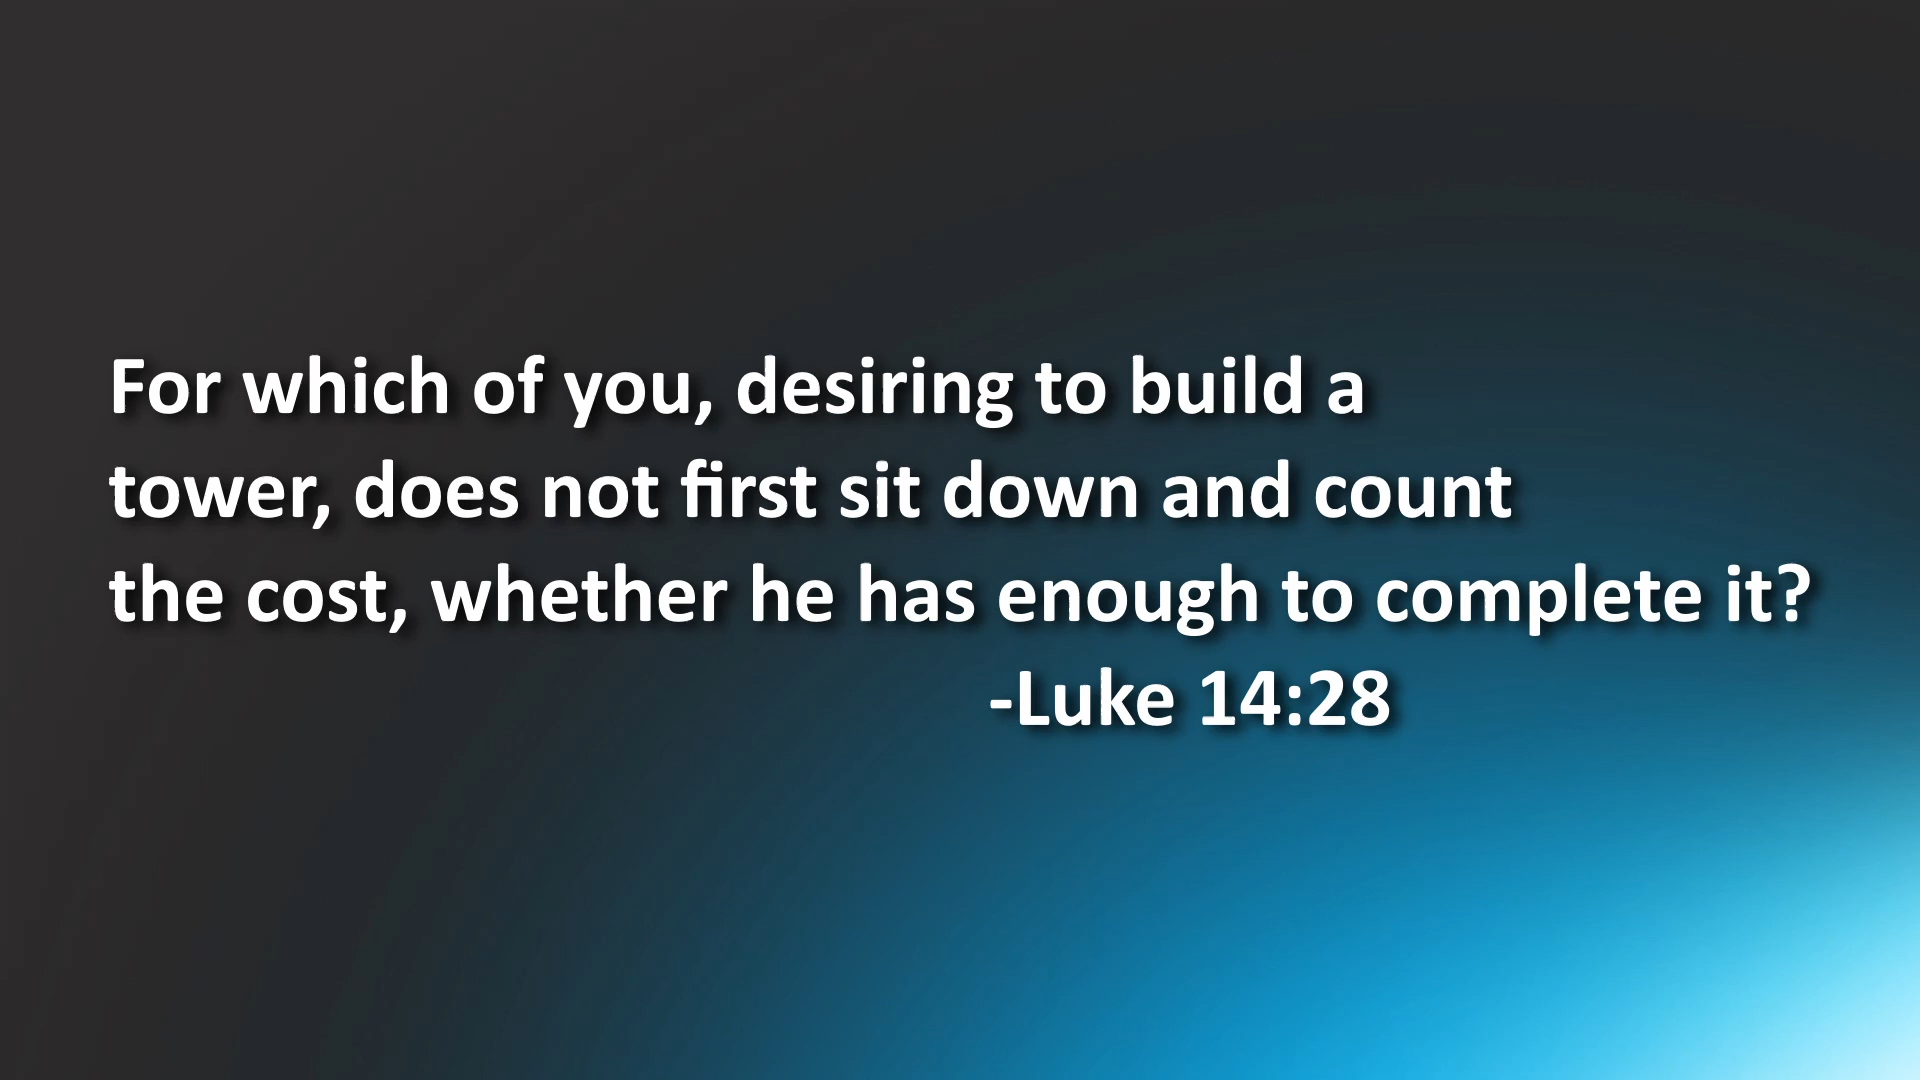 For which of you, desiring to build a
tower, does not first sit down and count
the cost, whether he has enough to complete it?
-Luke 14:28